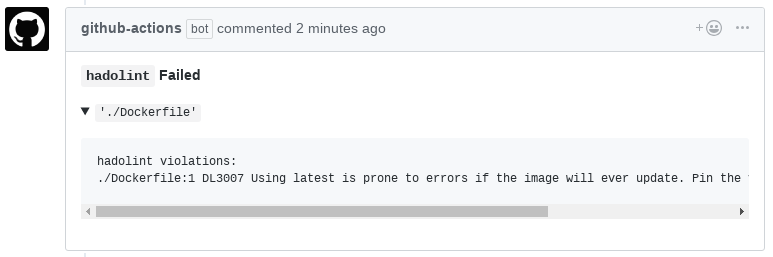 github-actions bot commented 2 minutes ago
hadolint Failed
'./Dockerfile'
hadolint violations:
./Dockerfile:1 DL3007 Using latest is prone to errors if the image will ever update. Pin the